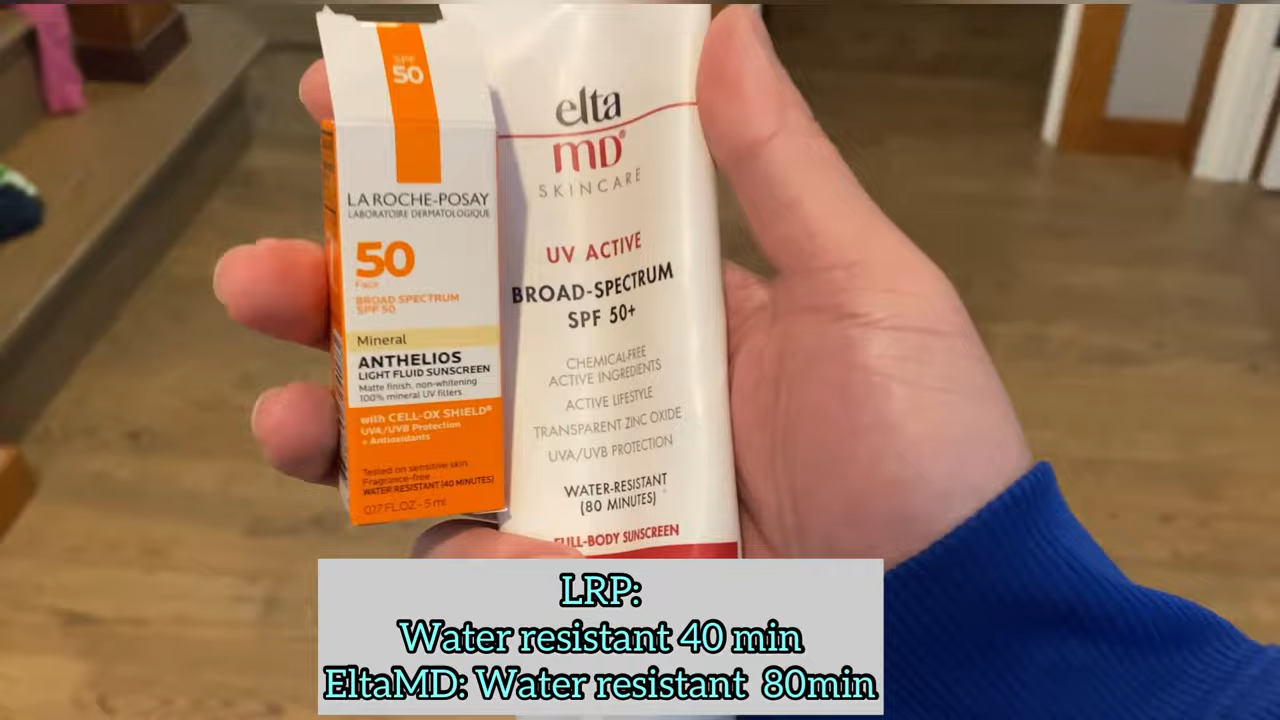 SPF
50
LA ROCHE-POSAY
LABORATOIRE DERMATOLOGIQUE
50
Face
BROAD SPECTRUM
SPF 50
Mineral
ANTHELIOS
LIGHT FLUID SUNSCREEN
Matte finish, non-whitening
100% mineral UV filters
with CELL-OX SHIELD®
UVA/UVB Protection
+ Antioxidants
Tested on sensitive skin
Fragrance-free
WATER RESISTANT (40 MINUTES)
0.17 FL.OZ - 5 ml
elta
MD®
SKINCARE
UV ACTIVE
BROAD-SPECTRUM
SPF 50+
CHEMICAL-FREE
ACTIVE INGREDIENTS
ACTIVE LIFESTYLE
TRANSPARENT ZINC OXIDE
UVA/UVB PROTECTION
WATER-RESISTANT
(80 MINUTES)
FULL-BODY SUNSCREEN
LRP:
Water resistant 40 min
EltaMD: Water resistant 80min